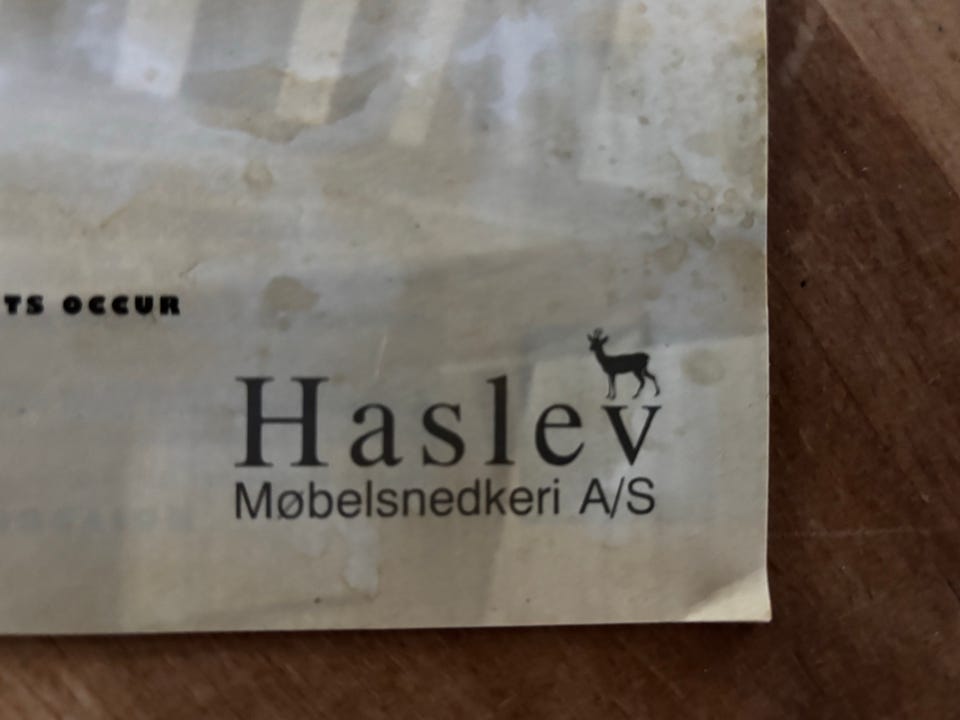 TS OCCUR
Haslev
Møbelsnedkeri A/S